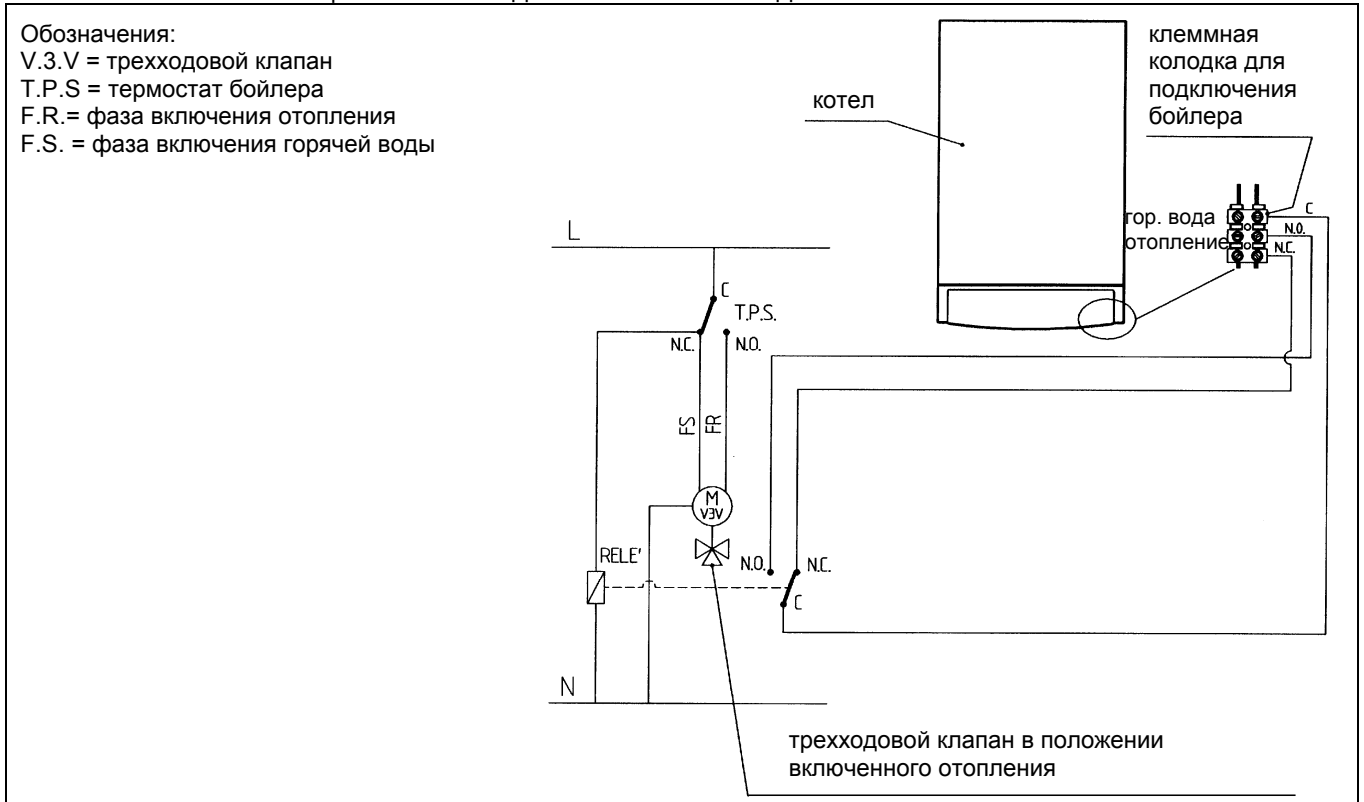 Обозначения:
V.3.V = трехходовой клапан
T.P.S = термостат бойлера
F.R.= фаза включения отопления
F.S. = фаза включения горячей воды
котел
клеммная
колодка для
подключения
бойлера
гор. вода
отопление
C
N.O.
N.C.
L
C
T.P.S.
N.C.
N.O.
FS
FR
M
V3V
RELE'
N.O.
N.C.
C
N
трехходовой клапан в положении
включенного отопления